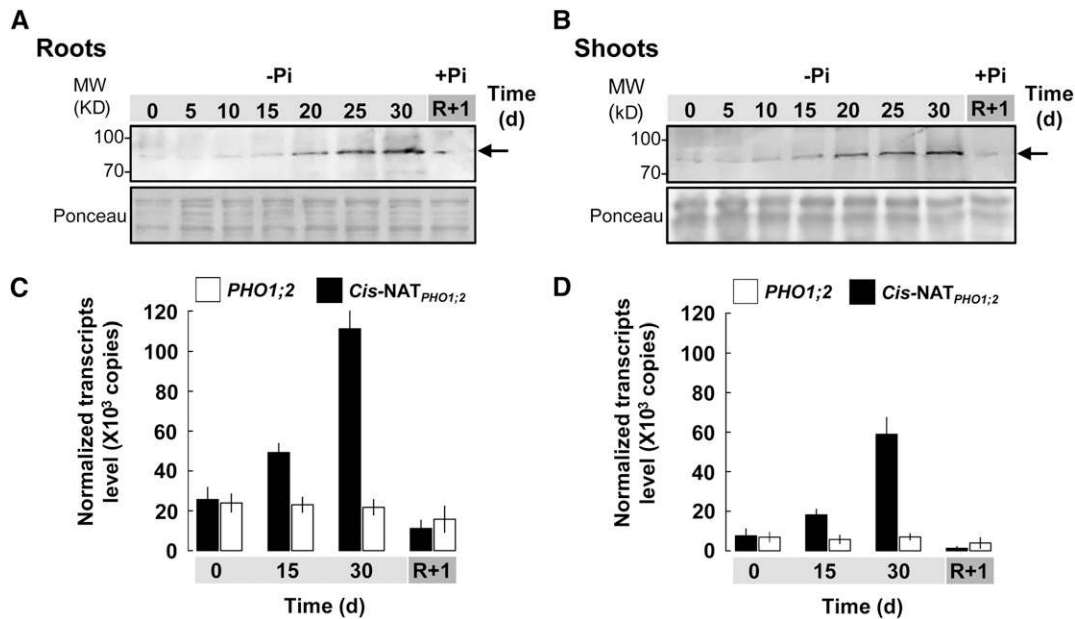 A
Roots
MW
(KD)
-Pi
+Pi
0 5 10 15 20 25 30 R+1
Time
(d)
100
70
Ponceau
B
Shoots
MW
(kD)
-Pi
+Pi
0 5 10 15 20 25 30 R+1
Time
(d)
100
70
Ponceau
C
PHO1;2 Cis-NAT PHO1;2
Normalized transcripts
level (X10³ copies)
120
100
80
60
40
20
0
0 15 30 R+1
Time (d)
D
PHO1;2 Cis-NAT PHO1;2
Normalized transcripts
level (X10³ copies)
120
100
80
60
40
20
0
0 15 30 R+1
Time (d)